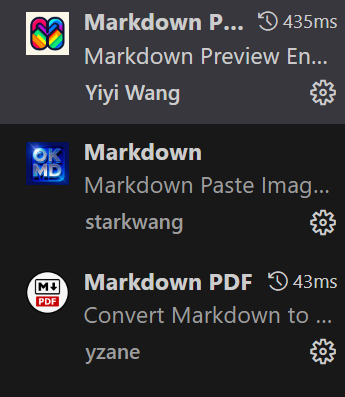 Markdown P... 435ms
Markdown Preview En...
Yiyi Wang
OK
MD
Markdown
Markdown Paste Imag...
starkwang
M↓
PDF
Markdown PDF 43ms
Convert Markdown to ...
yzane